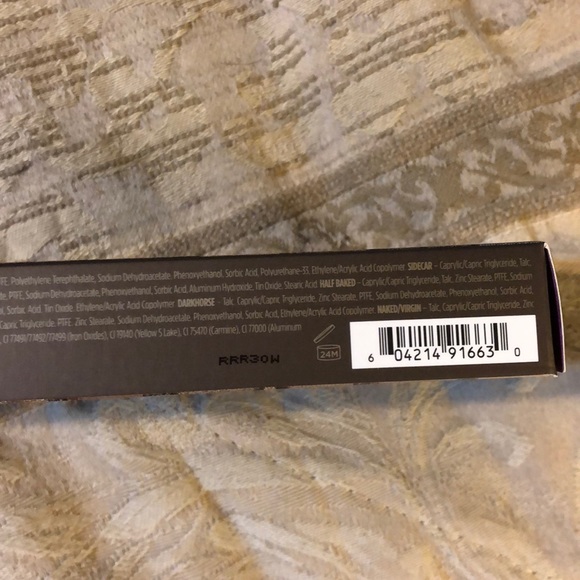 TFE, Polyethylene Terephthalate, Sodium Dehydroacetate, Phenoxyethanol, Sorbic Acid, Polyurethane-33, Ethylene/Acrylic Acid Copolymer. SIDECAR – Caprylic/Capric Triglyceride, Talc,
PTFE, Sodium Dehydroacetate, Phenoxyethanol, Sorbic Acid, Aluminum Hydroxide, Tin Oxide, Stearic Acid. HALF BAKED – Caprylic/Capric Triglyceride, Talc, Zinc Stearate, PTFE, Sodium
Sorbic Acid, Tin Oxide, Ethylene/Acrylic Acid Copolymer. DARKHORSE – Talc, Caprylic/Capric Triglyceride, Zinc Stearate, PTFE, Sodium Dehydroacetate, Phenoxyethanol, Sorbic Acid,
Capric Triglyceride, PTFE, Zinc Stearate, Sodium Dehydroacetate, Phenoxyethanol, Sorbic Acid, Ethylene/Acrylic Acid Copolymer. NAKED/VIRGIN – Talc, Caprylic/Capric Triglyceride, Zinc
CI 77491/77492/77499 (Iron Oxides), CI 19140 (Yellow 5 Lake), CI 75470 (Carmine), CI 77000 (Aluminum
RRR30W
24M
6 04214 91663 0